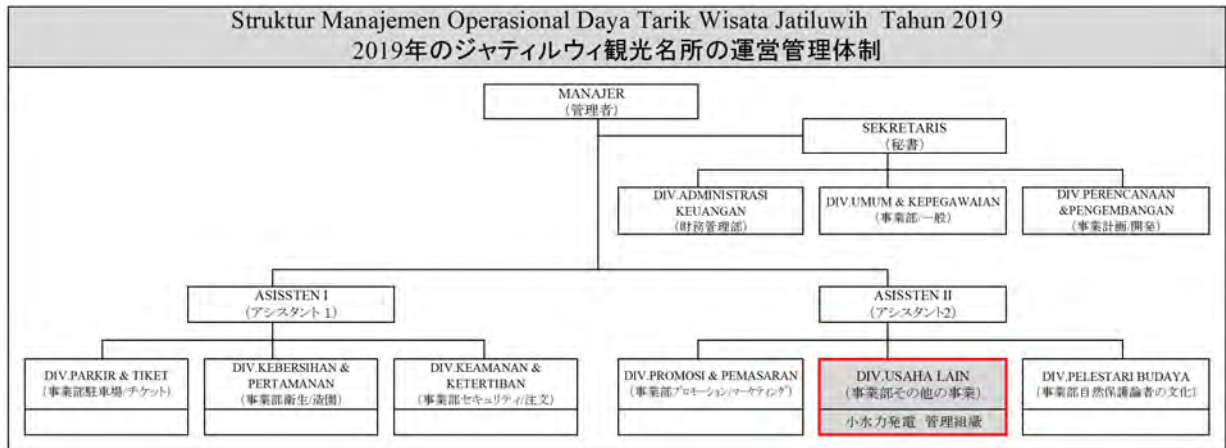 Struktur Manajemen Operasional Daya Tarik Wisata Jatiluwih Tahun 2019
2019年のジャティルウィ観光名所の運営管理体制
MANAJER
(管理者)
SEKRETARIS
(秘書)
DIV.ADMINISTRASI
KEUANGAN
(財務管理部)
DIV.UMUM & KEPEGAWAIAN
(事業部/一般)
DIV.PERENCANAAN
&PENGEMBANGAN
(事業計画/開発)
ASISSTEN I
(アシスタント 1)
ASISSTEN II
(アシスタント2)
DIV.PARKIR & TIKET
(事業部駐車場/チケット)
DIV.KEBERSIHAN &
PERTAMANAN
(事業部衛生/造園)
DIV.KEAMANAN &
KETERTIBAN
(事業部セキュリティ/注文)
DIV.PROMOSI & PEMASARAN
(事業部プロモーション/マーケティング)
DIV.USAHA LAIN
(事業部その他の事業)
小水力発電 管理組織
DIV.PELESTARI BUDAYA
(事業部自然保護論者の文化)